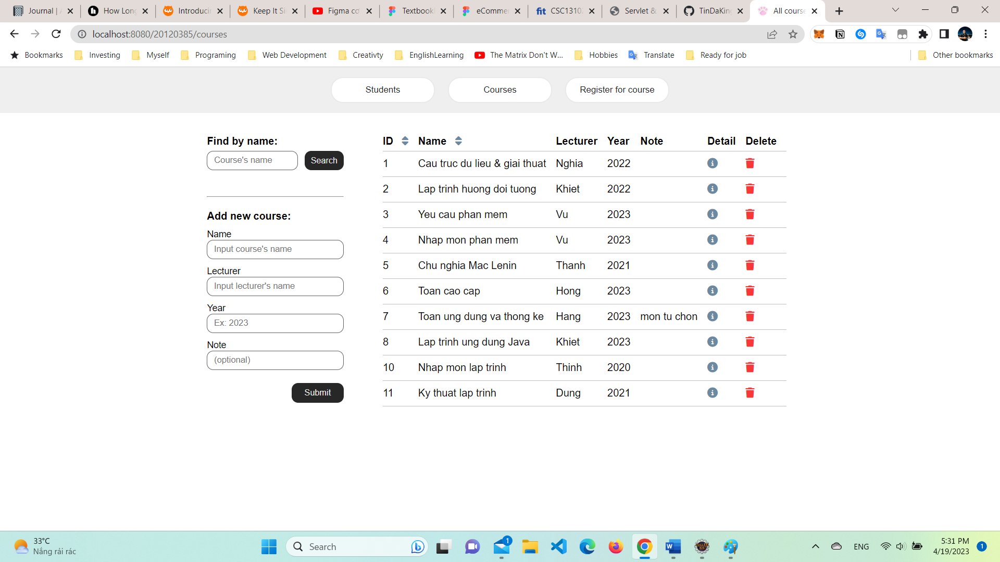 Journal | A
How Long
Introducin
Keep It Si
Figma cơ
Textbook
eCommer
fit CSC1310
Servlet &
TinDaKing
All course
localhost:8080/20120385/courses
Bookmarks
Investing
Myself
Programing
Web Development
Creativty
EnglishLearning
The Matrix Don't W...
Hobbies
Translate
Ready for job
Other bookmarks
Students
Courses
Register for course
Find by name:
Course's name
Search
Add new course:
Name
Input course's name
Lecturer
Input lecturer's name
Year
Ex: 2023
Note
(optional)
Submit
ID Name Lecturer Year Note Detail Delete
1 Cau truc du lieu & giai thuat Nghia 2022
2 Lap trinh huong doi tuong Khiet 2022
3 Yeu cau phan mem Vu 2023
4 Nhap mon phan mem Vu 2023
5 Chu nghia Mac Lenin Thanh 2021
6 Toan cao cap Hong 2023
7 Toan ung dung va thong ke Hang 2023 mon tu chon
8 Lap trinh ung dung Java Khiet 2023
10 Nhap mon lap trinh Thinh 2020
11 Ky thuat lap trinh Dung 2021
33°C
Nắng rải rác
Search
1
ENG
5:31 PM
4/19/2023
1